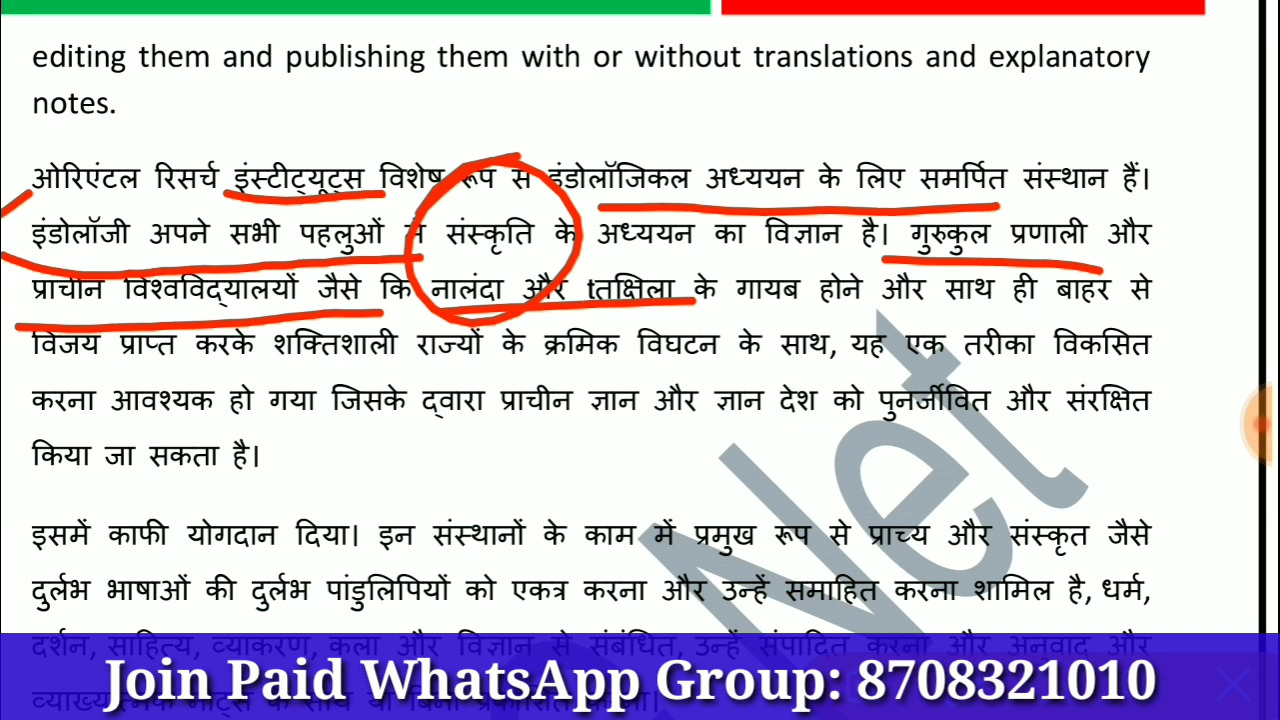 editing them and publishing them with or without translations and explanatory
notes.
ओरिएंटल रिसर्च इंस्टीट्यूट्स विशेष रूप से इंडोलॉजिकल अध्ययन के लिए समर्पित संस्थान हैं।
इंडोलॉजी अपने सभी पहलुओं में संस्कृति के अध्ययन का विज्ञान है। गुरुकुल प्रणाली और
प्राचीन विश्वविद्यालयों जैसे कि नालंदा और tतक्षिला के गायब होने और साथ ही बाहर से
विजय प्राप्त करके शक्तिशाली राज्यों के क्रमिक विघटन के साथ, यह एक तरीका विकसित
करना आवश्यक हो गया जिसके द्वारा प्राचीन ज्ञान और ज्ञान देश को पुनर्जीवित और संरक्षित
किया जा सकता है।
इसमें काफी योगदान दिया। इन संस्थानों के काम में प्रमुख रूप से प्राच्य और संस्कृत जैसे
दुर्लभ भाषाओं की दुर्लभ पांडुलिपियों को एकत्र करना और उन्हें समाहित करना शामिल है, धर्म,
दर्शन, साहित्य, व्याकरण, कला और विज्ञान से संबंधित, उन्हें संपादित करना और अनुवाद और
Join Paid WhatsApp Group: 8708321010
Net